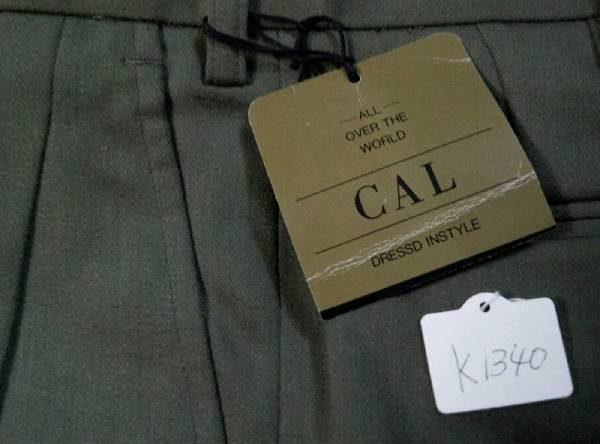 ALL
OVER THE
WORLD
CAL
DRESSD INSTYLE
K1340